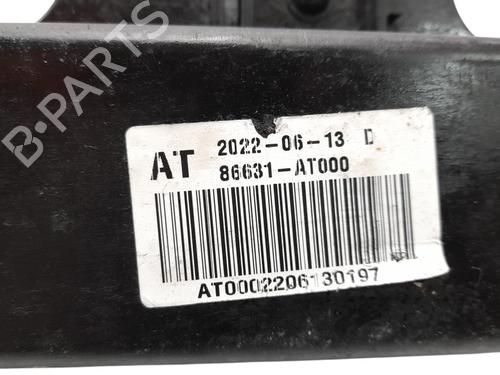 B-PARTS
AT 2022-06-13 D
86631-AT000
AT0002206130197